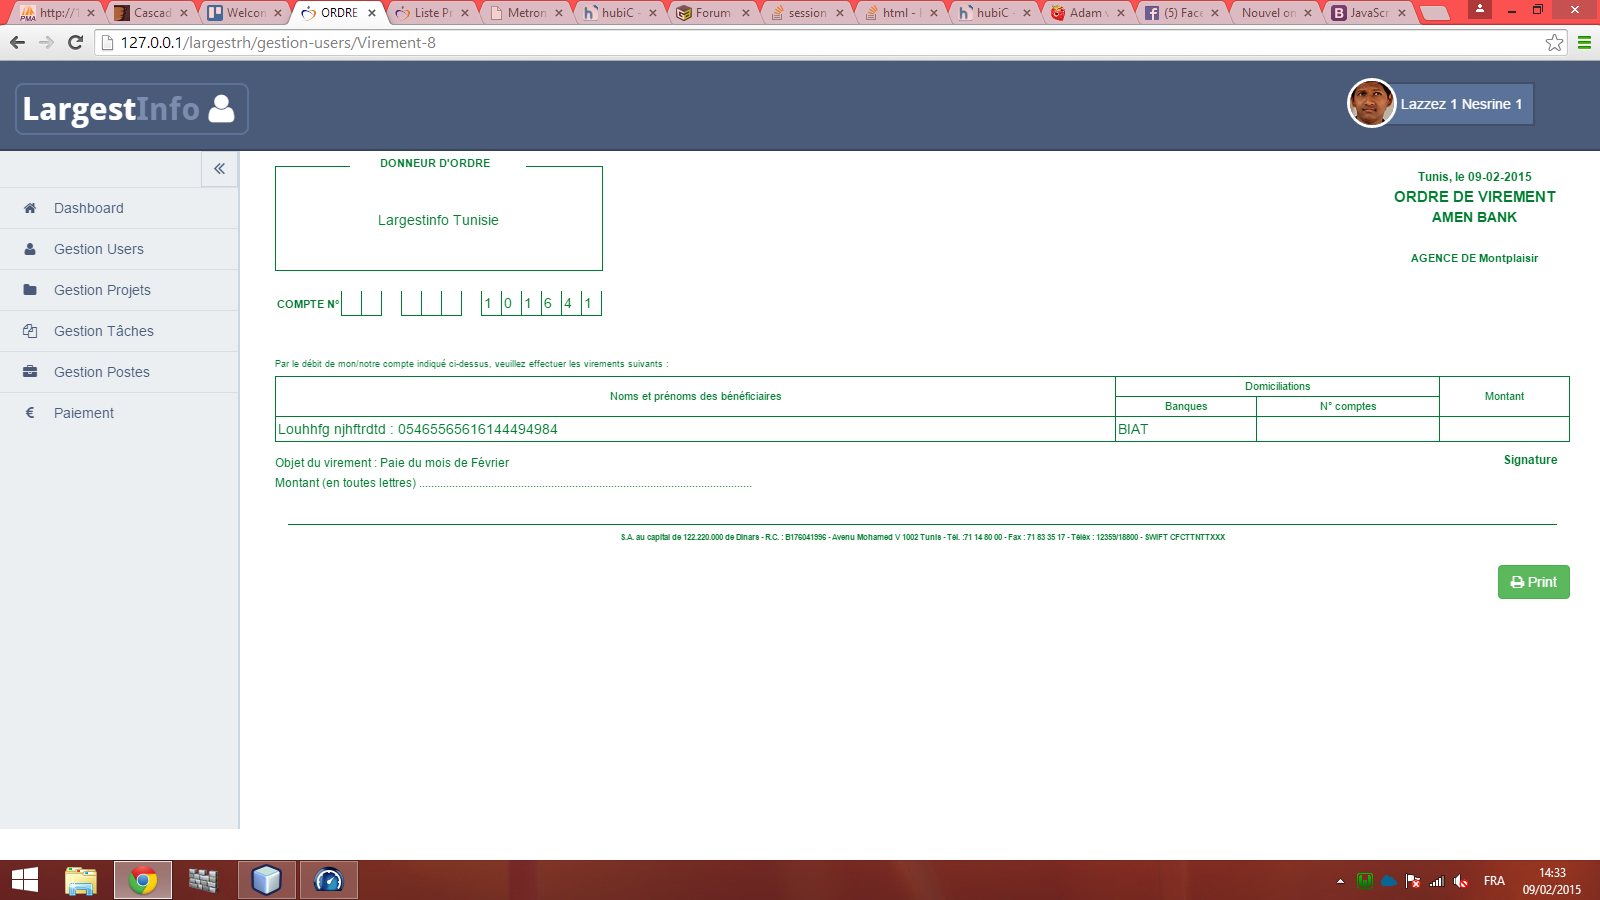 http://1
Cascad
Welcon
ORDRE
Liste Pr
Metron
hubiC -
Forum
session
html - I
hubiC -
Adam v
(5) Face
Nouvel on
JavaScr
127.0.0.1/largestrh/gestion-users/Virement-8
LargestInfo
Lazzez 1 Nesrine 1
Dashboard
Gestion Users
Gestion Projets
Gestion Tâches
Gestion Postes
Paiement
DONNEUR D'ORDRE
Largestinfo Tunisie
Tunis, le 09-02-2015
ORDRE DE VIREMENT
AMEN BANK
AGENCE DE Montplaisir
COMPTE N° 1 0 1 6 4 1
Par le débit de mon/notre compte indiqué ci-dessus, veuillez effectuer les virements suivants :
Noms et prénoms des bénéficiaires
Domiciliations
Banques
N° comptes
Montant
Louhhfg njhftrdtd : 05465565616144494984
BIAT
Objet du virement : Paie du mois de Février
Signature
Montant (en toutes lettres) ................................................................
S.A. au capital de 122.220.000 de Dinars - R.C. : B176041996 - Avenu Mohamed V 1002 Tunis - Tél. :71 14 80 00 - Fax : 71 83 35 17 - Téléx : 12359/18800 - SWIFT CFCTTNTTXXX
Print
FRA
14:33
09/02/2015